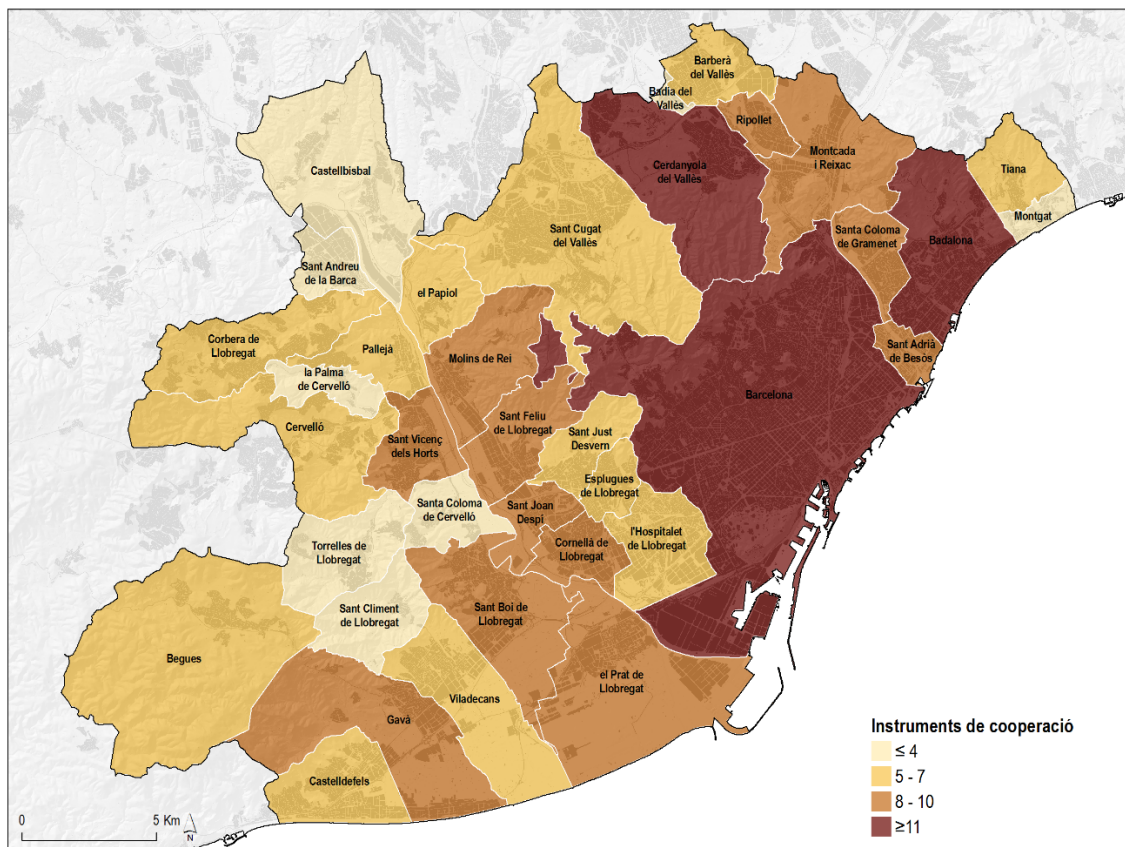 Barberà
del Vallès
Badia del
Vallès
Ripollet
Castellbisbal
Cerdanyola
del Vallès
Montcada
i Reixac
Tiana
Montgat
Sant Cugat
del Vallès
Santa Coloma
de Gramenet
Badalona
Sant Andreu
de la Barca
el Papiol
Corbera de
Llobregat
Pallejà
Molins de Rei
Sant Adrià
de Besòs
la Palma
de Cervelló
Barcelona
Cervelló
Sant Vicenç
dels Horts
Sant Feliu
de Llobregat
Sant Just
Desvern
Esplugues
de Llobregat
Santa Coloma
de Cervelló
Sant Joan
Despí
l'Hospitalet
de Llobregat
Torrelles de
Llobregat
Cornellà de
Llobregat
Sant Climent
de Llobregat
Sant Boi de
Llobregat
Begues
el Prat de
Llobregat
Viladecans
Gavà
Castelldefels
Instruments de cooperació
≤ 4
5 - 7
8 - 10
≥11
0 5 Km
N